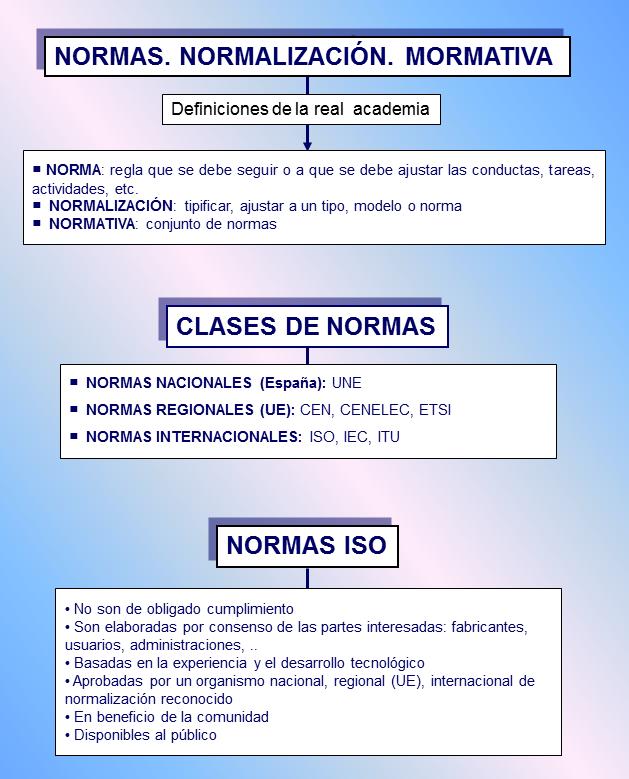 NORMAS. NORMALIZACIÓN. MORMATIVA
Definiciones de la real academia
▪ NORMA: regla que se debe seguir o a que se debe ajustar las conductas, tareas,
actividades, etc.
▪ NORMALIZACIÓN: tipificar, ajustar a un tipo, modelo o norma
▪ NORMATIVA: conjunto de normas
CLASES DE NORMAS
▪ NORMAS NACIONALES (España): UNE
▪ NORMAS REGIONALES (UE): CEN, CENELEC, ETSI
▪ NORMAS INTERNACIONALES: ISO, IEC, ITU
NORMAS ISO
• No son de obligado cumplimiento
• Son elaboradas por consenso de las partes interesadas: fabricantes,
usuarios, administraciones, ..
• Basadas en la experiencia y el desarrollo tecnológico
• Aprobadas por un organismo nacional, regional (UE), internacional de
normalización reconocido
• En beneficio de la comunidad
• Disponibles al público